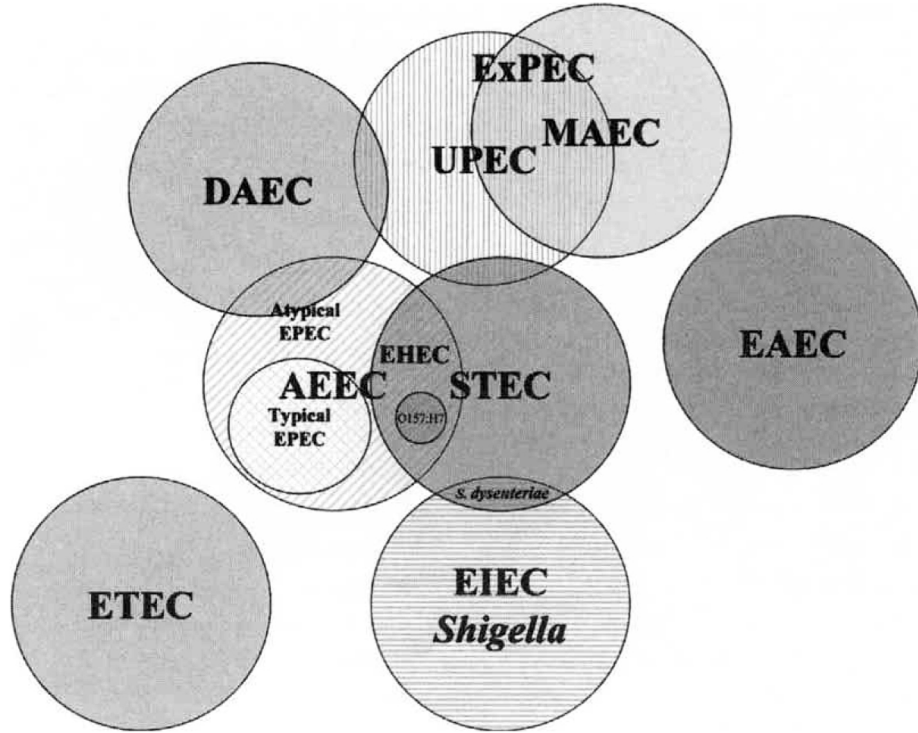 ExPEC
MAEC
UPEC
DAEC
Atypical
EPEC
EHEC
EAEC
AEEC
STEC
Typical
EPEC
O157:H7
S. dysenteriae
EIEC
Shigella
ETEC